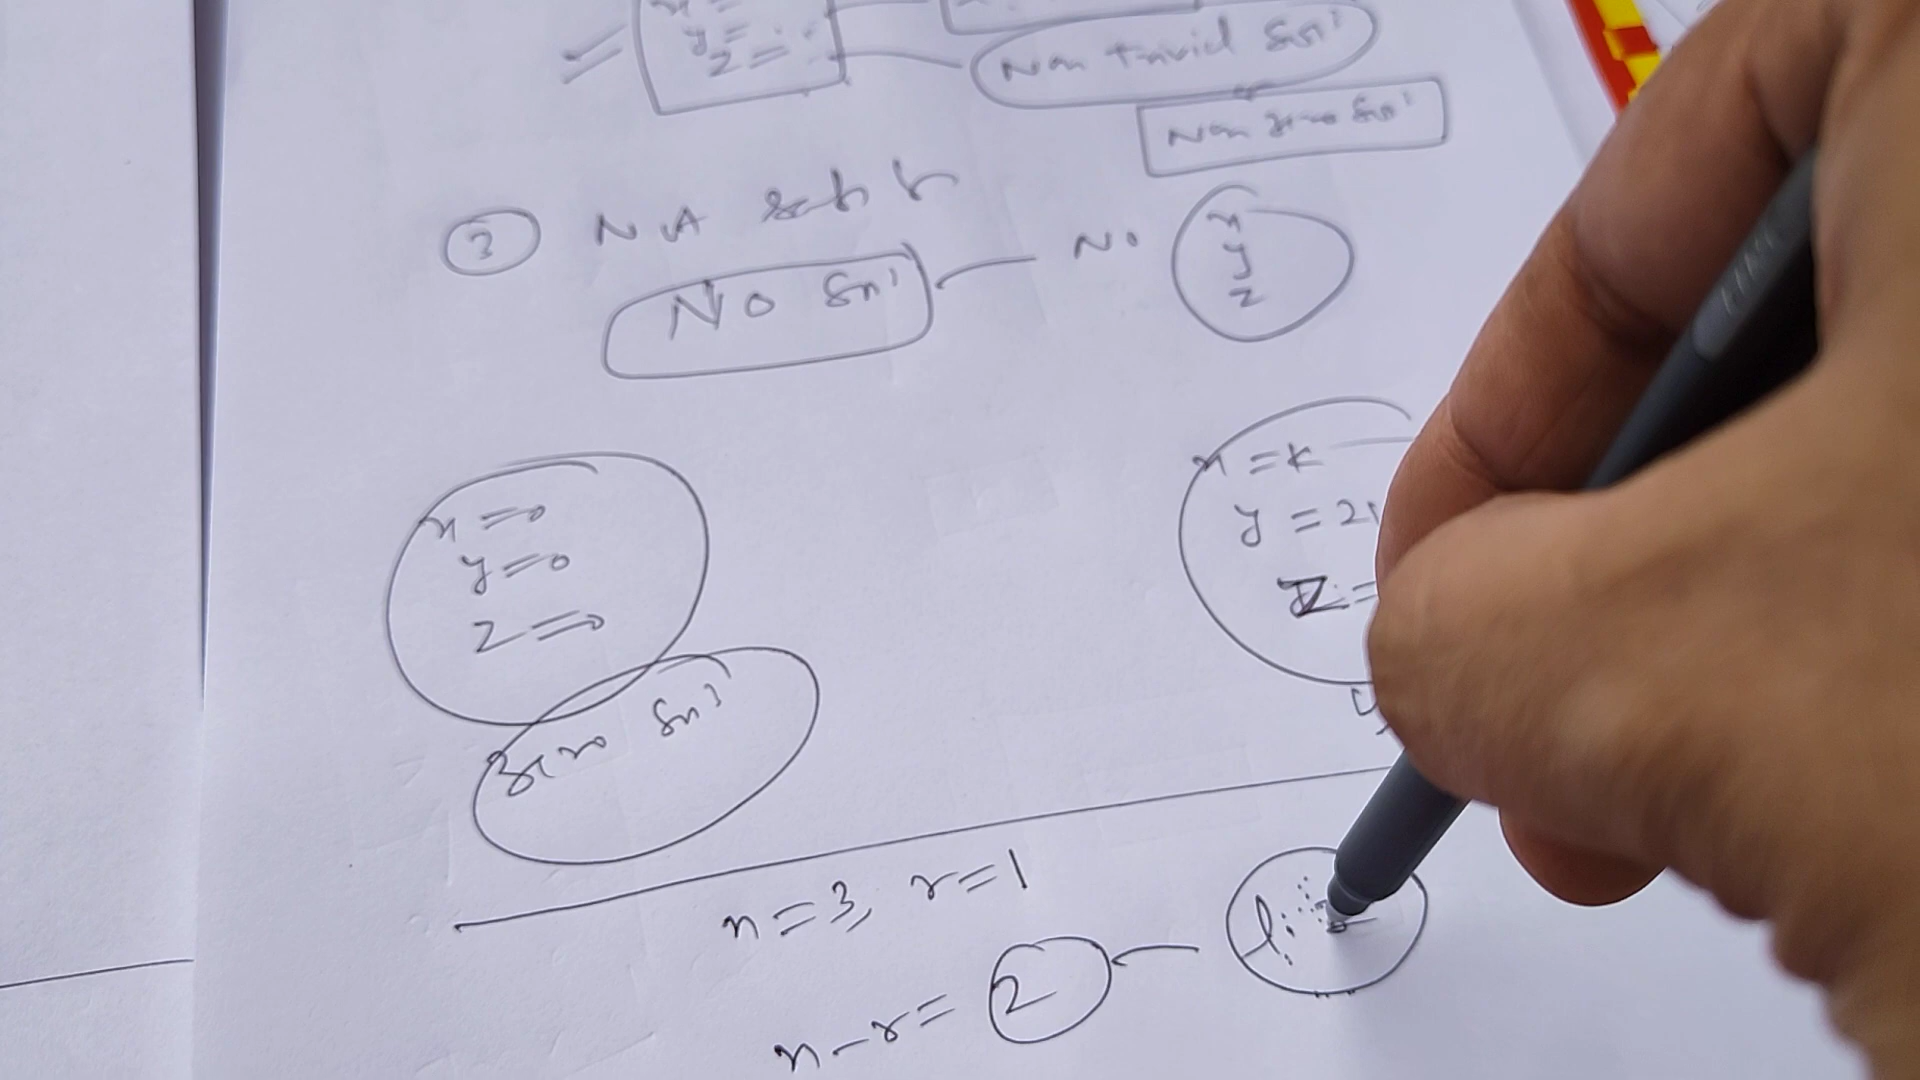 y =
z =
Non trivial Soln'
Non zero Soln'
3 N.A
No Soln' No x
y
z
x = 0
y = 0
z = 0
Zero Soln'
x = k
y = 2
z =
n = 3, r = 1
n - r = 2